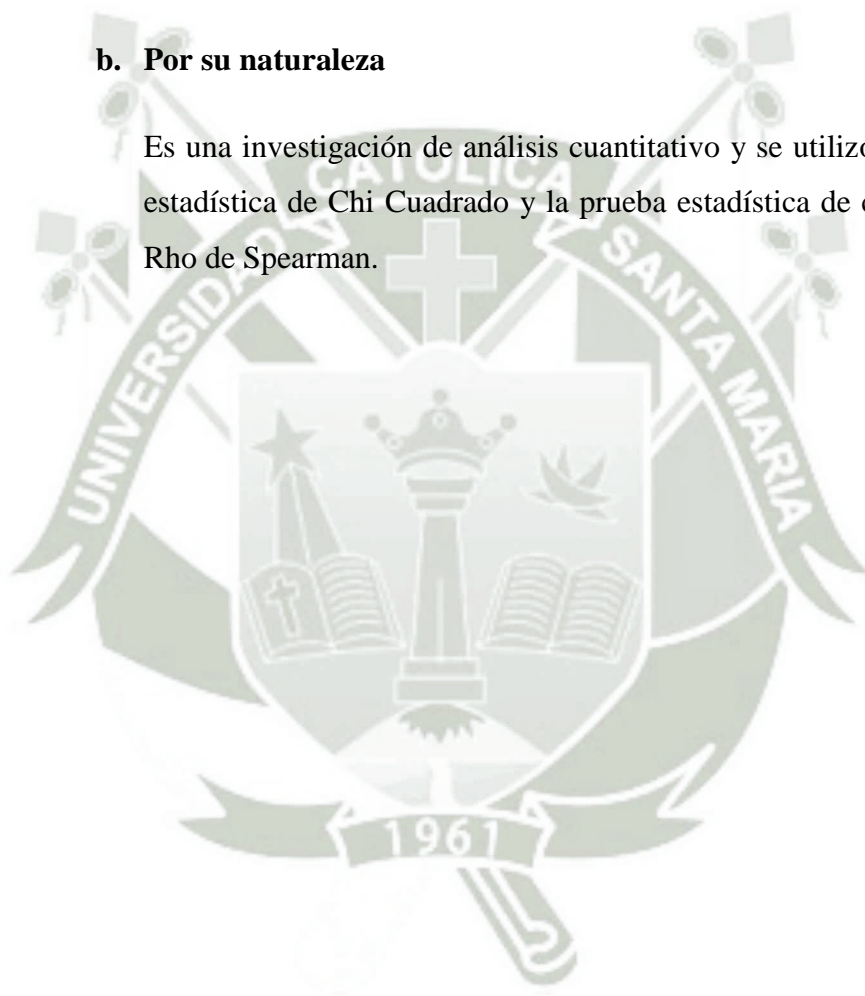 b. Por su naturaleza
Es una investigación de análisis cuantitativo y se utilizó
estadística de Chi Cuadrado y la prueba estadística de
Rho de Spearman.
UNIVERSIDAD CATOLICA SANTA MARIA
1961